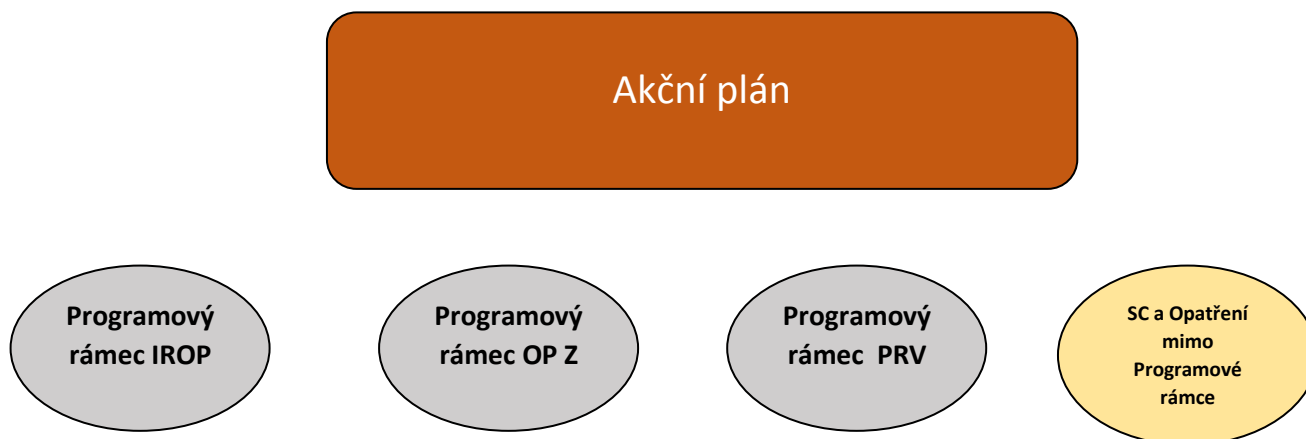 Akční plán
Programový
rámec IROP
Programový
rámec OP Z
Programový
rámec PRV
SC a Opatření
mimo
Programové
rámce